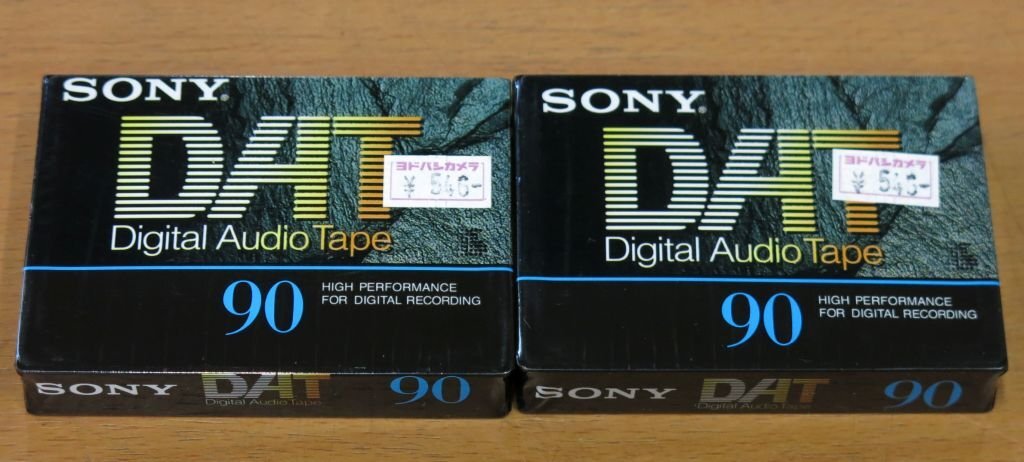 SONY®
DAT
ヨドバシカメラ
¥ 546-
Digital Audio Tape
90
HIGH PERFORMANCE
FOR DIGITAL RECORDING
SONY DAT 90
Digital Audio Tape
SONY®
DAT
ヨドバシカメラ
¥ 546-
Digital Audio Tape
90
HIGH PERFORMANCE
FOR DIGITAL RECORDING
SONY DAT 90
Digital Audio Tape